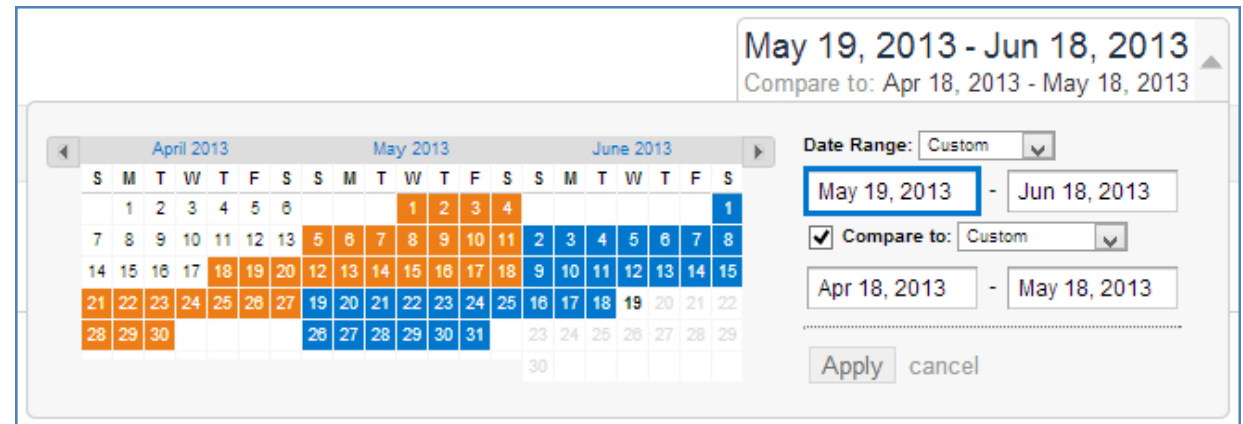 May 19, 2013 - Jun 18, 2013
Compare to: Apr 18, 2013 - May 18, 2013
April 2013 May 2013 June 2013
S M T W T F S S M T W T F S S M T W T F S
1 2 3 4 5 6 1 2 3 4 1
7 8 9 10 11 12 13 5 6 7 8 9 10 11 2 3 4 5 6 7 8
14 15 16 17 18 19 20 12 13 14 15 16 17 18 9 10 11 12 13 14 15
21 22 23 24 25 26 27 19 20 21 22 23 24 25 16 17 18 19 20 21 22
28 29 30 26 27 28 29 30 31 23 24 25 26 27 28 29
30
Date Range: Custom
May 19, 2013 - Jun 18, 2013
Compare to: Custom
Apr 18, 2013 - May 18, 2013
Apply cancel